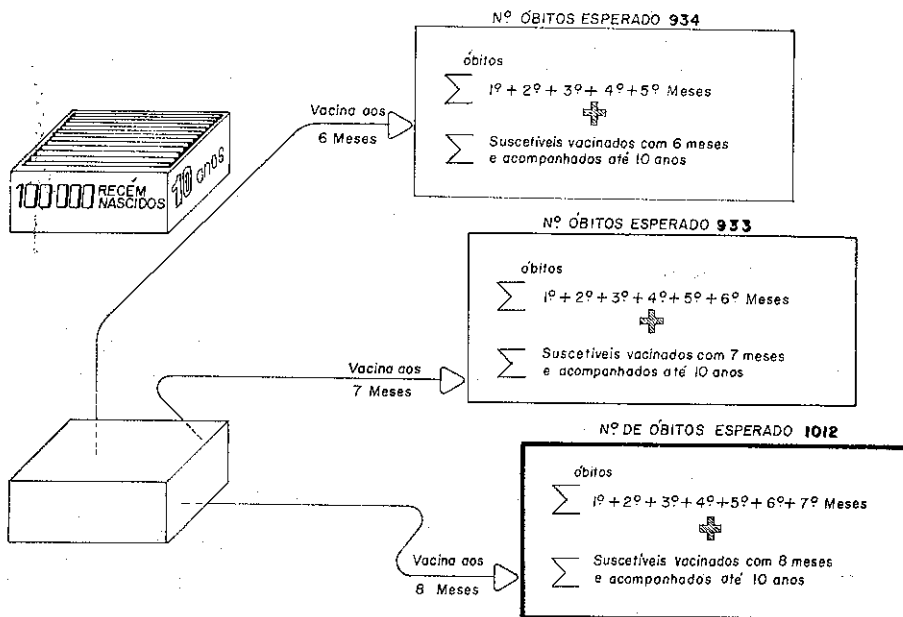 Nº ÓBITOS ESPERADO 934
óbitos
∑ 1º + 2º + 3º + 4º + 5º Meses
+
∑ Suscetíveis vacinados com 6 meses
e acompanhados até 10 anos
Vacina aos
6 Meses
100 000 RECÉM
NASCIDOS
10 anos
Nº ÓBITOS ESPERADO 933
óbitos
∑ 1º + 2º + 3º + 4º + 5º + 6º Meses
+
∑ Suscetíveis vacinados com 7 meses
e acompanhados até 10 anos
Vacina aos
7 Meses
Nº DE ÓBITOS ESPERADO 1012
óbitos
∑ 1º + 2º + 3º + 4º + 5º + 6º + 7º Meses
+
∑ Suscetíveis vacinados com 8 meses
e acompanhados até 10 anos
Vacina aos
8 Meses